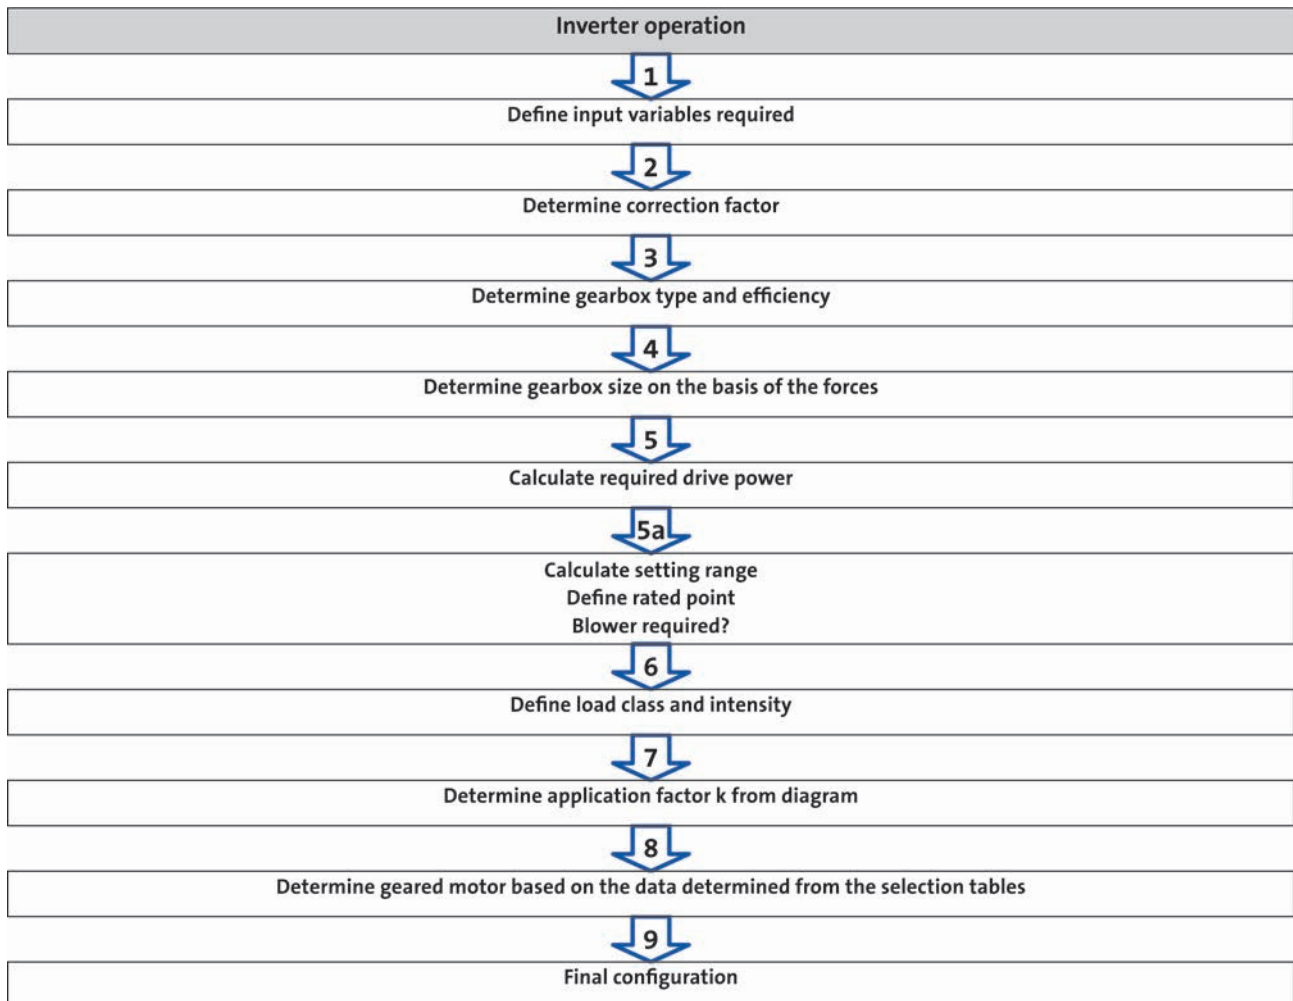 Inverter operation
1
Define input variables required
2
Determine correction factor
3
Determine gearbox type and efficiency
4
Determine gearbox size on the basis of the forces
5
Calculate required drive power
5a
Calculate setting range
Define rated point
Blower required?
6
Define load class and intensity
7
Determine application factor k from diagram
8
Determine geared motor based on the data determined from the selection tables
9
Final configuration